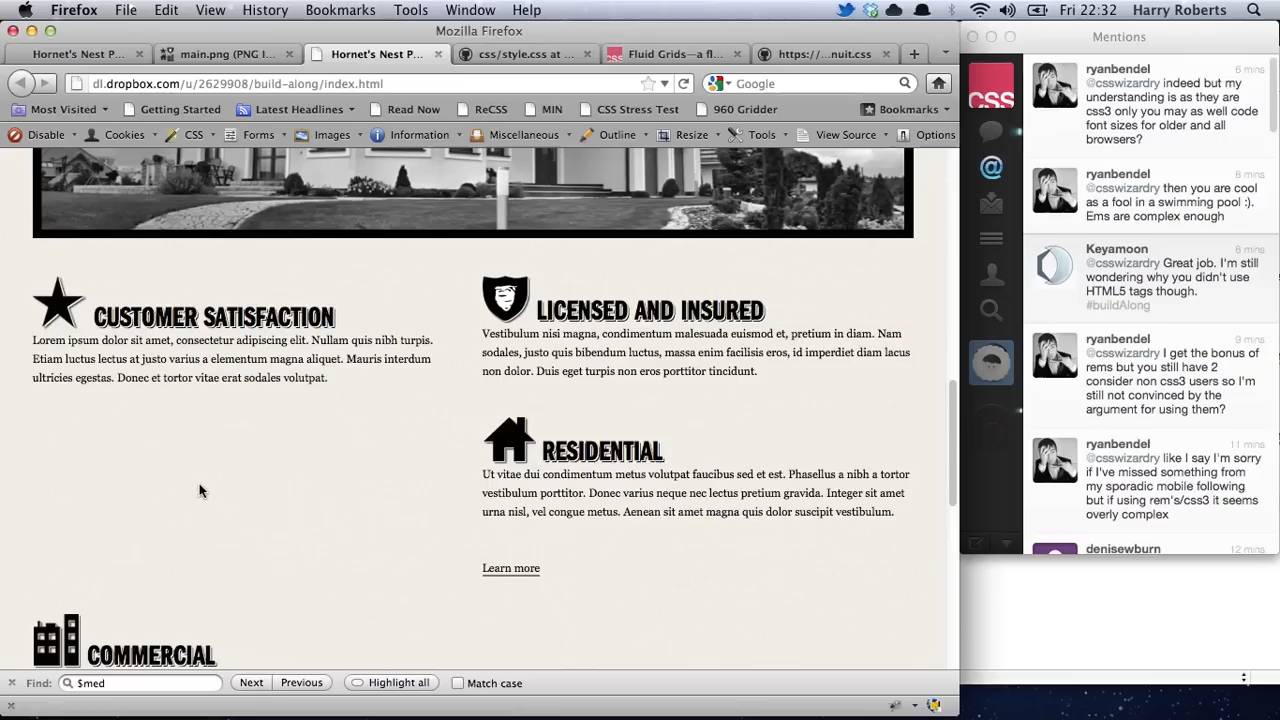 Firefox File Edit View History Bookmarks Tools Window Help
Fri 22:32 Harry Roberts
Mozilla Firefox
Hornet's Nest P...
main.png (PNG I...
Hornet's Nest P...
css/style.css at ...
Fluid Grids—a fl...
https://...nuit.css
dl.dropbox.com/u/2629908/build-along/index.html
Google
Most Visited
Getting Started
Latest Headlines
Read Now
ReCSS
MIN
CSS Stress Test
960 Gridder
Bookmarks
Disable
Cookies
CSS
Forms
Images
Information
Miscellaneous
Outline
Resize
Tools
View Source
Options
CUSTOMER SATISFACTION
Lorem ipsum dolor sit amet, consectetur adipiscing elit. Nullam quis nibh turpis.
Etiam luctus lectus at justo varius a elementum magna aliquet. Mauris interdum
ultricies egestas. Donec et tortor vitae erat sodales volutpat.
LICENSED AND INSURED
Vestibulum nisi magna, condimentum malesuada euismod et, pretium in diam. Nam
sodales, justo quis bibendum luctus, massa enim facilisis eros, id imperdiet diam lacus
non dolor. Duis eget turpis non eros porttitor tincidunt.
RESIDENTIAL
Ut vitae dui condimentum metus volutpat faucibus sed et est. Phasellus a nibh a tortor
vestibulum porttitor. Donec varius neque nec lectus pretium gravida. Integer sit amet
urna nisl, vel congue metus. Aenean sit amet magna quis dolor suscipit vestibulum.
Learn more
COMMERCIAL
Find: $med
Next
Previous
Highlight all
Match case
Mentions
css
ryanbendel 6 mins
@csswizardry indeed but my
understanding is as they are
css3 only you may as well code
font sizes for older and all
browsers?
ryanbendel 8 mins
@csswizardry then you are cool
as a fool in a swimming pool :).
Ems are complex enough
Keyamoon 8 mins
@csswizardry Great job. I'm still
wondering why you didn't use
HTML5 tags though.
#buildAlong
ryanbendel 9 mins
@csswizardry I get the bonus of
rems but you still have 2
consider non css3 users so I'm
still not convinced by the
argument for using them?
ryanbendel 11 mins
@csswizardry like I say I'm sorry
if I've missed something from
my sporadic mobile following
but if using rem's/css3 it seems
overly complex
denisewburn 12 mins